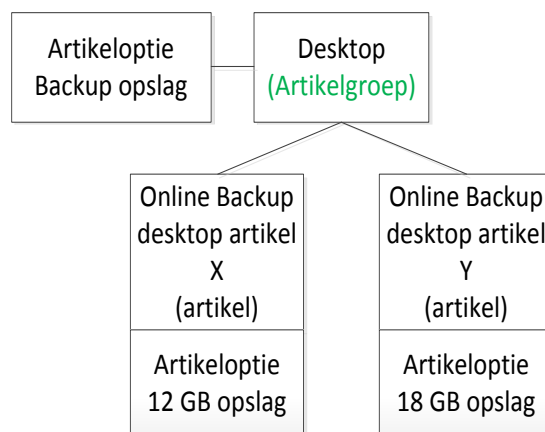 Artikeloptie
Backup opslag
Desktop
(Artikelgroep)
Online Backup
desktop artikel
X
(artikel)
Artikeloptie
12 GB opslag
Online Backup
desktop artikel
Y
(artikel)
Artikeloptie
18 GB opslag